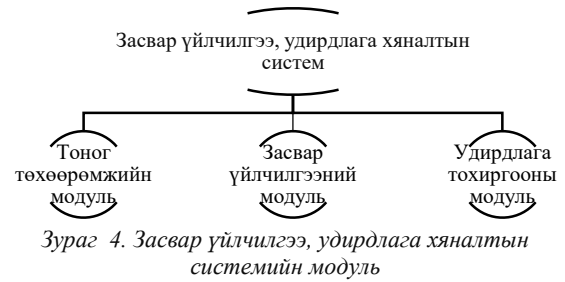 Засвар үйлчилгээ, удирдлага хяналтын
систем
Тоног
төхөөрөмжийн
модуль
Засвар
үйлчилгээний
модуль
Удирдлага
тохиргооны
модуль
Зураг 4. Засвар үйлчилгээ, удирдлага хяналтын
системийн модуль